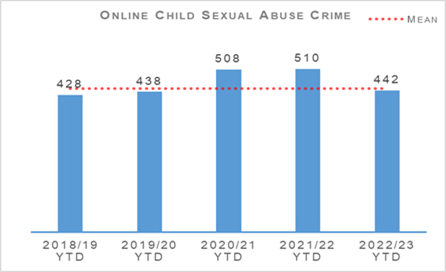 ONLINE CHILD SEXUAL ABUSE CRIME
MEAN
428 438 508 510 442
2018/19 2019/20 2020/21 2021/22 2022/23
YTD YTD YTD YTD YTD